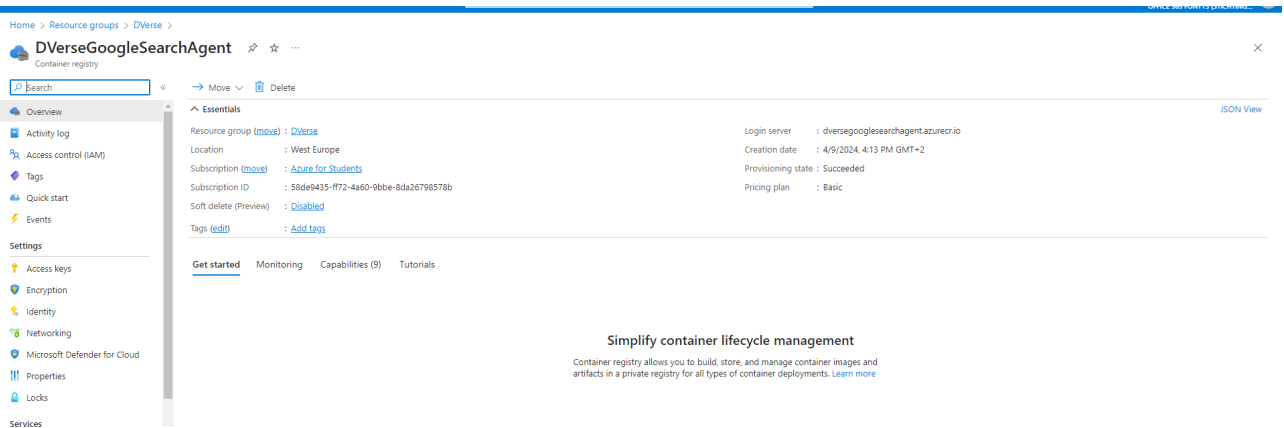 OFFICE 365 FONTYS (STICHTING...
Home > Resource groups > DVerse >
DVerseGoogleSearchAgent
Container registry
Search
Move
Delete
Overview
Activity log
Access control (IAM)
Tags
Quick start
Events
Settings
Access keys
Encryption
Identity
Networking
Microsoft Defender for Cloud
Properties
Locks
Services
Essentials
JSON View
Resource group (move) : DVerse
Location : West Europe
Subscription (move) : Azure for Students
Subscription ID : 58de9435-ff72-4a60-9bbe-8da26798578b
Soft delete (Preview) : Disabled
Tags (edit) : Add tags
Login server : dversegooglesearchagent.azurecr.io
Creation date : 4/9/2024, 4:13 PM GMT+2
Provisioning state : Succeeded
Pricing plan : Basic
Get started Monitoring Capabilities (9) Tutorials
Simplify container lifecycle management
Container registry allows you to build, store, and manage container images and
artifacts in a private registry for all types of container deployments. Learn more